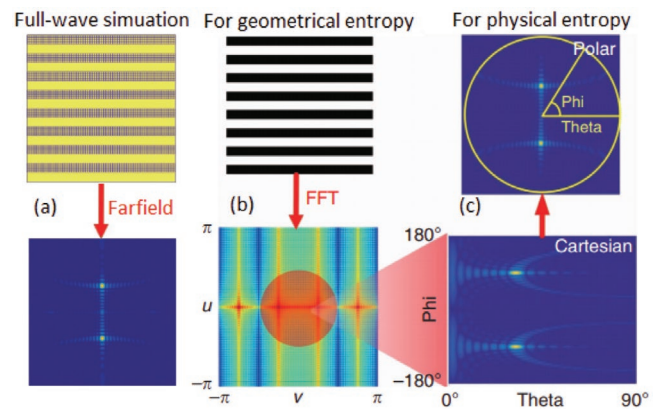 Full-wave simuation
For geometrical entropy
For physical entropy
(a)
Farfield
(b)
FFT
(c)
Polar
Phi
Theta
π
u
−π
−π
v
π
180°
Cartesian
Phi
−180°
0°
Theta
90°